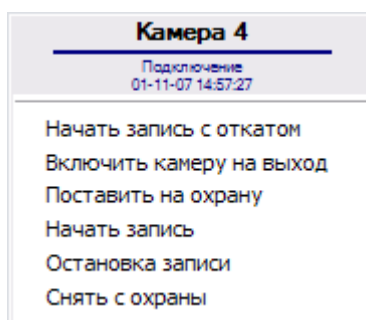 Камера 4
Подключение
01-11-07 14:57:27
Начать запись с откатом
Включить камеру на выход
Поставить на охрану
Начать запись
Остановка записи
Снять с охраны